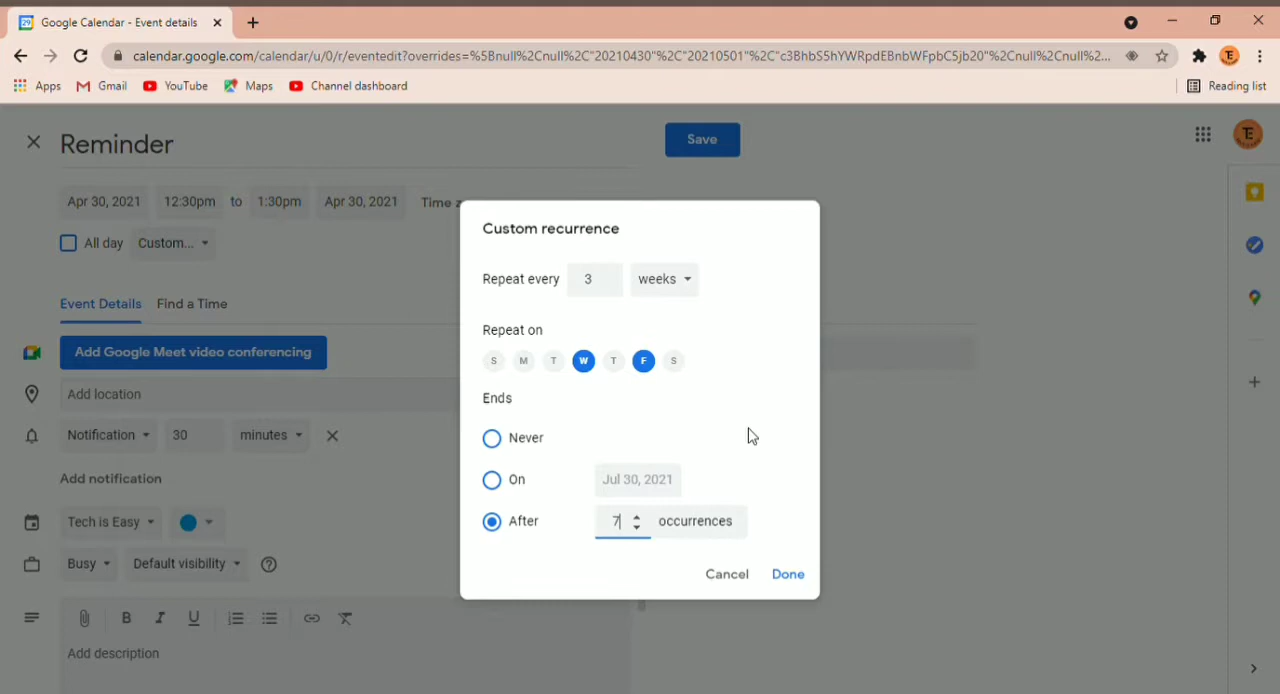 Google Calendar - Event details
calendar.google.com/calendar/u/0/r/eventedit?overrides=%5Bnull%2Cnull%2C"20210430"%2C"20210501"%2C"c38hbS5hYWRpdEBnbWFpbC5jb20"%2Cnull%2Cnull%2Cnull%2...
Apps Gmail YouTube Maps Channel dashboard Reading list
Reminder Save
Apr 30, 2021 12:30pm to 1:30pm Apr 30, 2021 Time z
All day Custom...
Event Details Find a Time
Add Google Meet video conferencing
Add location
Notification 30 minutes
Add notification
Tech is Easy
Busy Default visibility
B I U
Add description
Custom recurrence
Repeat every 3 weeks
Repeat on
S M T W T F S
Ends
Never
On Jul 30, 2021
After 7 occurrences
Cancel Done